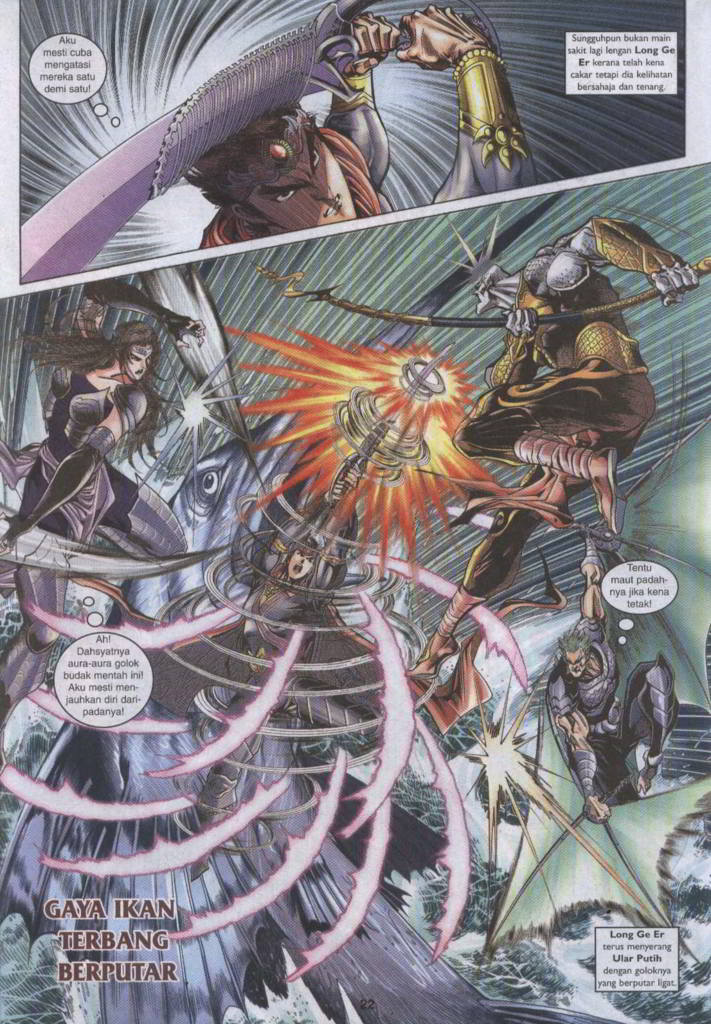 Aku
mesti cuba
mengatasi
mereka satu
demi satu!
Sungguhpun bukan main
sakit lagi lengan Long Ge
Er kerana telah kena
cakar tetapi dia kelihatan
bersahaja dan tenang.
Tentu
maut padah-
nya jika kena
tetak!
Ah!
Dahsyatnya
aura-aura golok
budak mentah ini!
Aku mesti men-
jauhkan diri dari-
padanya!
GAYA IKAN
TERBANG
BERPUTAR
Long Ge Er
terus menyerang
Ular Putih
dengan goloknya
yang berputar ligat.
22